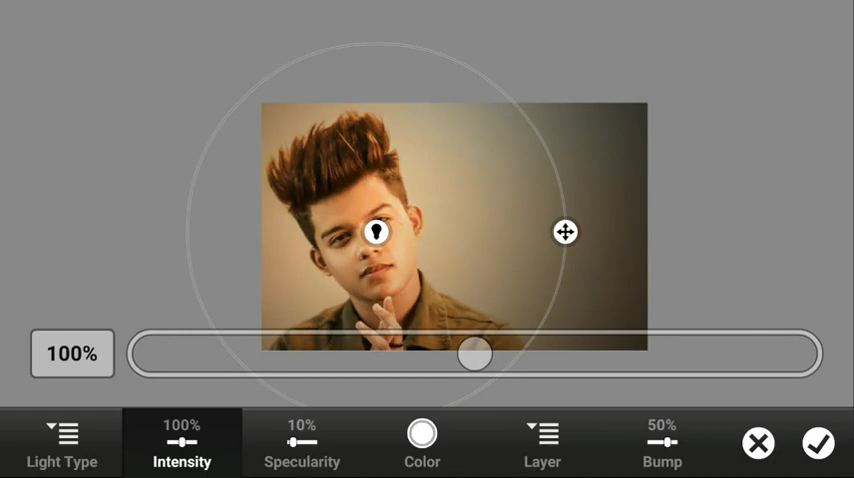 100%
100%
10%
50%
Light Type
Intensity
Specularity
Color
Layer
Bump